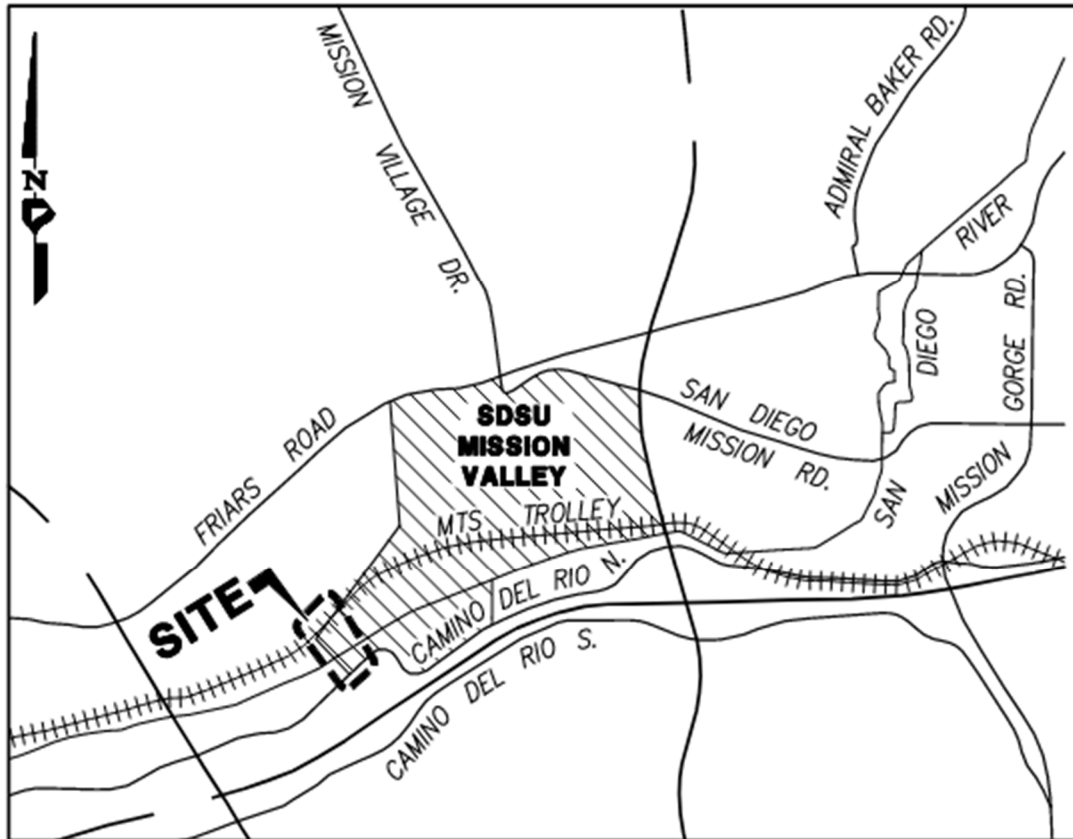 MISSION VILLAGE DR.
ADMIRAL BAKER RD.
N
RIVER
DIEGO
SAN
GORGE RD.
MISSION
SDSU
MISSION
VALLEY
SAN DIEGO
MISSION RD.
FRIARS ROAD
MTS TROLLEY
SITE
CAMINO DEL RIO N.
CAMINO DEL RIO S.